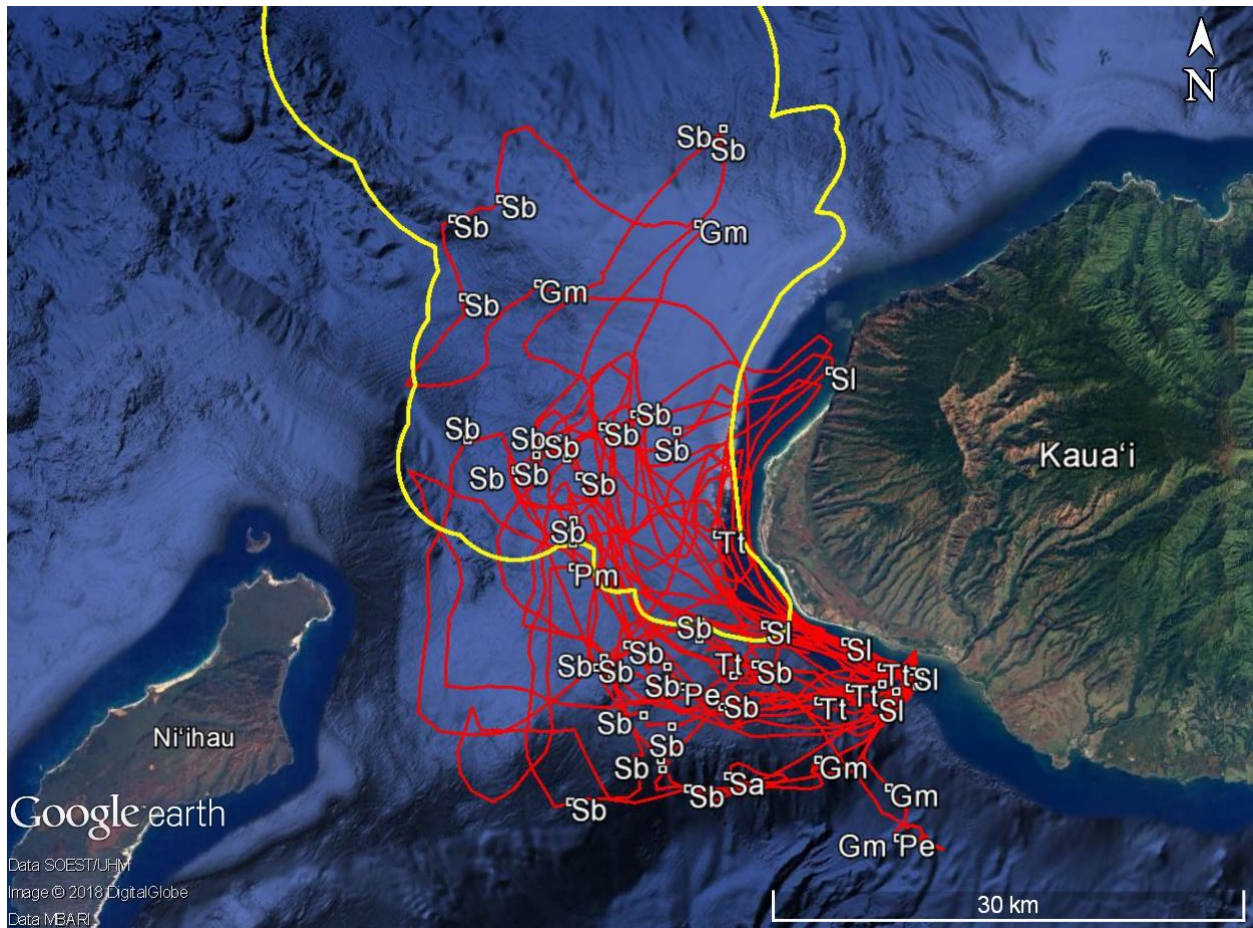 N
Sb
Sb
Sb
Sb
Gm
Sb
Gm
Sl
Sb
Sb
Sb
Sb
Sb
Sb
Kaua‘i
Sb
Sb
Sb
Sb
Tt
Pm
Sb
Sl
Sl
Sb
Sb
Sb
Tt
Sb
Tt
Sl
Sb
Pe
Tt
Sb
Tt
Sl
Sb
Ni‘ihau
Sb
Sb
Gm
Sa
Sb
Gm
Sb
Google earth
Gm Pe
Data SOEST/UHM
Image © 2018 DigitalGlobe
Data MBARI
30 km